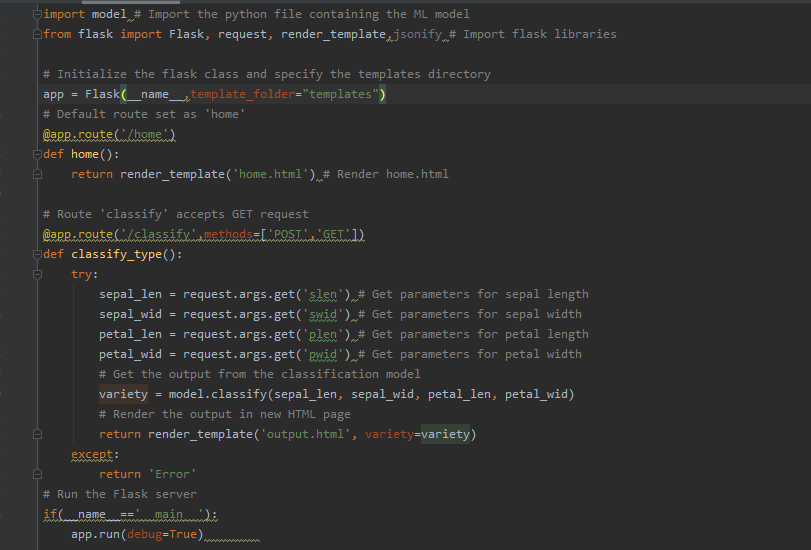 import model # Import the python file containing the ML model
from flask import Flask, request, render_template,jsonify # Import flask libraries
# Initialize the flask class and specify the templates directory
app = Flask(__name__,template_folder="templates")
# Default route set as 'home'
@app.route('/home')
def home():
return render_template('home.html') # Render home.html
# Route 'classify' accepts GET request
@app.route('/classify',methods=['POST','GET'])
def classify_type():
try:
sepal_len = request.args.get('slen') # Get parameters for sepal length
sepal_wid = request.args.get('swid') # Get parameters for sepal width
petal_len = request.args.get('plen') # Get parameters for petal length
petal_wid = request.args.get('pwid') # Get parameters for petal width
# Get the output from the classification model
variety = model.classify(sepal_len, sepal_wid, petal_len, petal_wid)
# Render the output in new HTML page
return render_template('output.html', variety=variety)
except:
return 'Error'
# Run the Flask server
if(__name__=='__main__'):
app.run(debug=True)